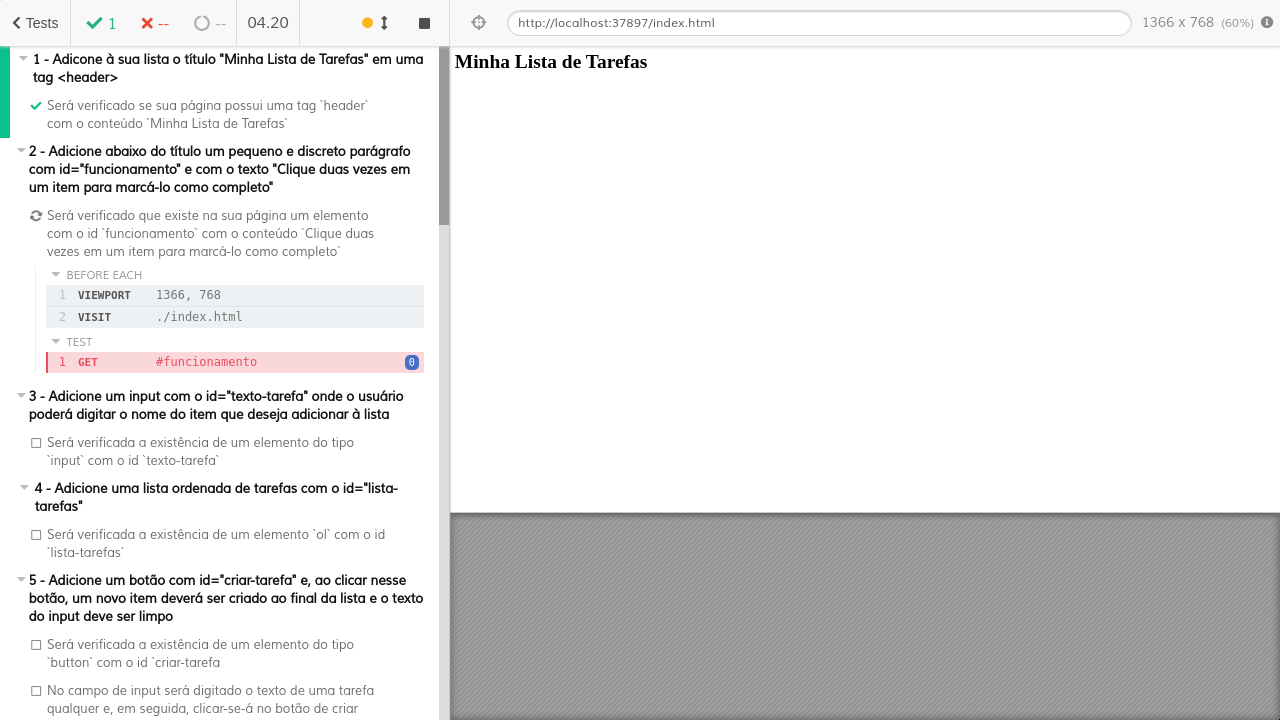 Tests 1 -- -- 04.20
http://localhost:37897/index.html 1366 x 768 (60%)
1 - Adicone à sua lista o título "Minha Lista de Tarefas" em uma
tag <header>
Será verificado se sua página possui uma tag `header`
com o conteúdo `Minha Lista de Tarefas`
2 - Adicione abaixo do título um pequeno e discreto parágrafo
com id="funcionamento" e com o texto "Clique duas vezes em
um item para marcá-lo como completo"
Será verificado que existe na sua página um elemento
com o id `funcionamento` com o conteúdo `Clique duas
vezes em um item para marcá-lo como completo`
BEFORE EACH
1 VIEWPORT 1366, 768
2 VISIT ./index.html
TEST
1 GET #funcionamento 0
3 - Adicione um input com o id="texto-tarefa" onde o usuário
poderá digitar o nome do item que deseja adicionar à lista
Será verificada a existência de um elemento do tipo
`input` com o id `texto-tarefa`
4 - Adicione uma lista ordenada de tarefas com o id="lista-
tarefas"
Será verificada a existência de um elemento `ol` com o id
`lista-tarefas`
5 - Adicione um botão com id="criar-tarefa" e, ao clicar nesse
botão, um novo item deverá ser criado ao final da lista e o texto
do input deve ser limpo
Será verificada a existência de um elemento do tipo
`button` com o id `criar-tarefa
No campo de input será digitado o texto de uma tarefa
qualquer e, em seguida, clicar-se-á no botão de criar
Minha Lista de Tarefas